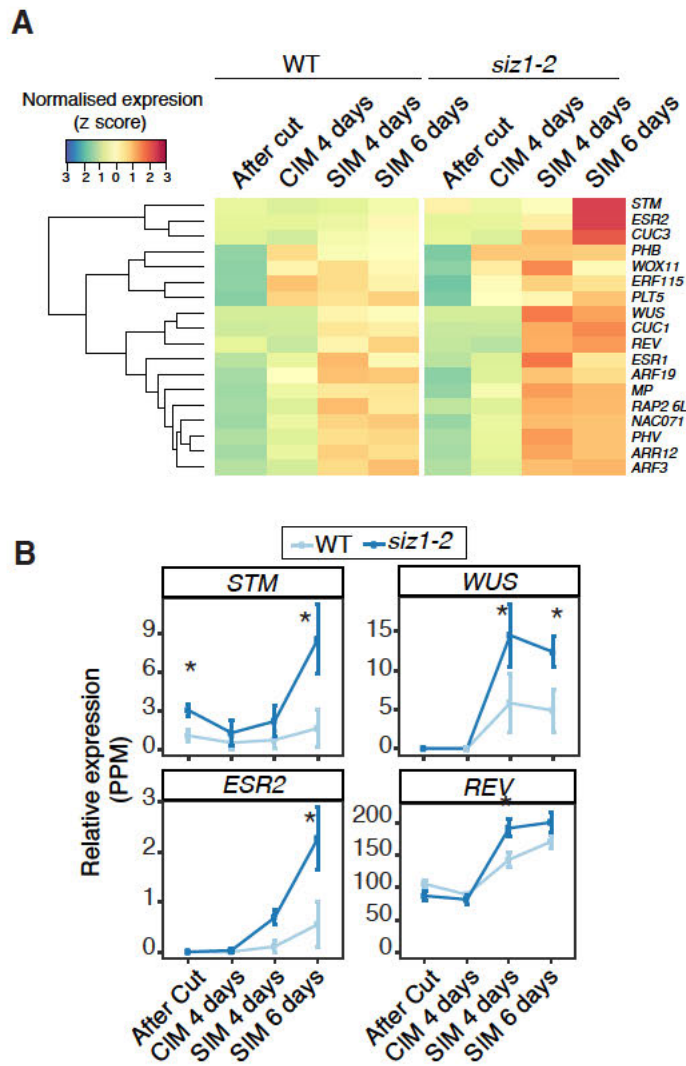 A
WT
siz1-2
Normalised expresion
(z score)
3 2 1 0 1 2 3
After cut
CIM 4 days
SIM 4 days
SIM 6 days
After cut
CIM 4 days
SIM 4 days
SIM 6 days
STM
ESR2
CUC3
PHB
WOX11
ERF115
PLT5
WUS
CUC1
REV
ESR1
ARF19
MP
RAP2 6L
NAC071
PHV
ARR12
ARF3
B
WT siz1-2
STM
WUS
9
6
3
0
*
*
15
10
5
0
*
*
Relative expression
(PPM)
ESR2
REV
3
2
1
0
*
200
150
100
50
0
*
After Cut
CIM 4 days
SIM 4 days
SIM 6 days
After Cut
CIM 4 days
SIM 4 days
SIM 6 days